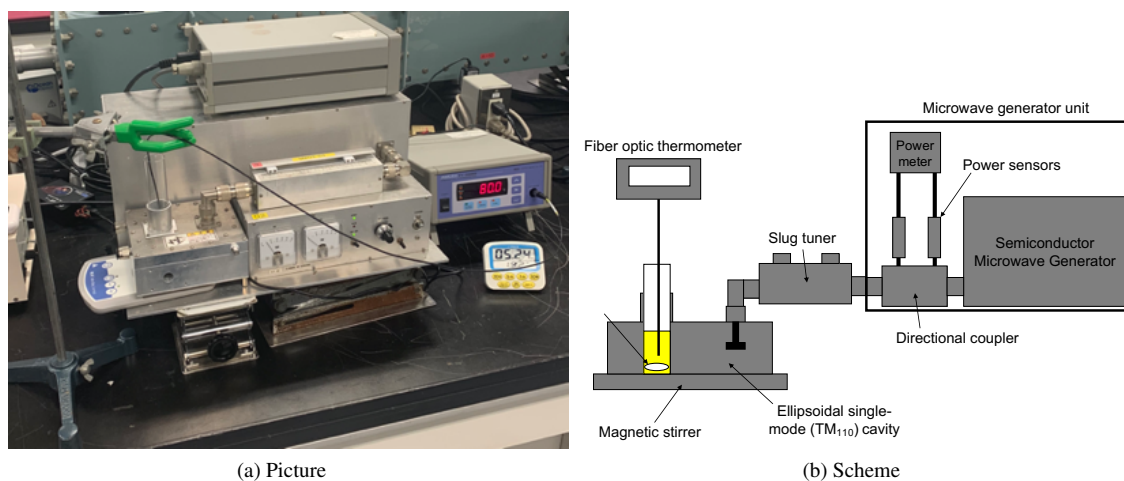 80.0
05:24
Fiber optic thermometer
Microwave generator unit
Power
meter
Power sensors
Slug tuner
Semiconductor
Microwave Generator
Directional coupler
Ellipsoidal single-
mode (TM₁₁₀) cavity
Magnetic stirrer
(a) Picture
(b) Scheme